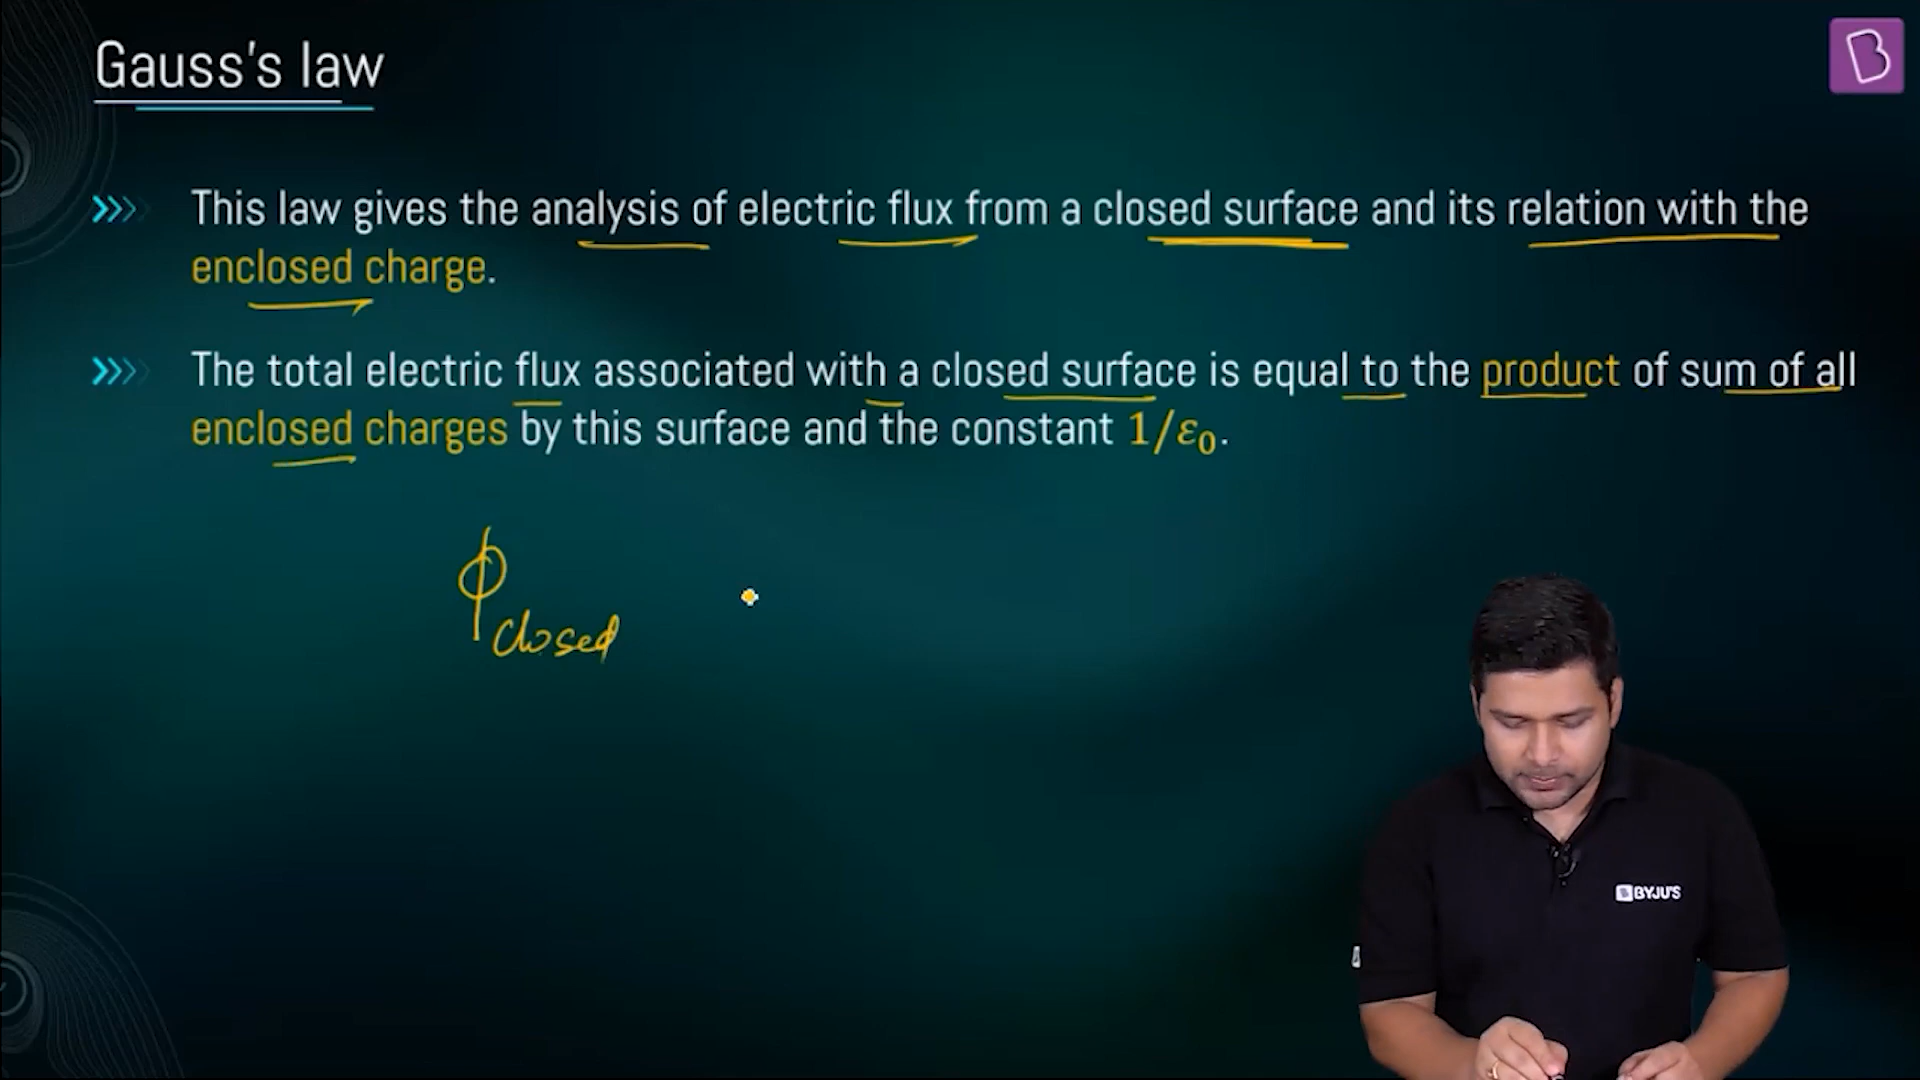 Gauss's law
This law gives the analysis of electric flux from a closed surface and its relation with the
enclosed charge.
The total electric flux associated with a closed surface is equal to the product of sum of all
enclosed charges by this surface and the constant 1/ε₀.
ϕ closed
BYJU'S